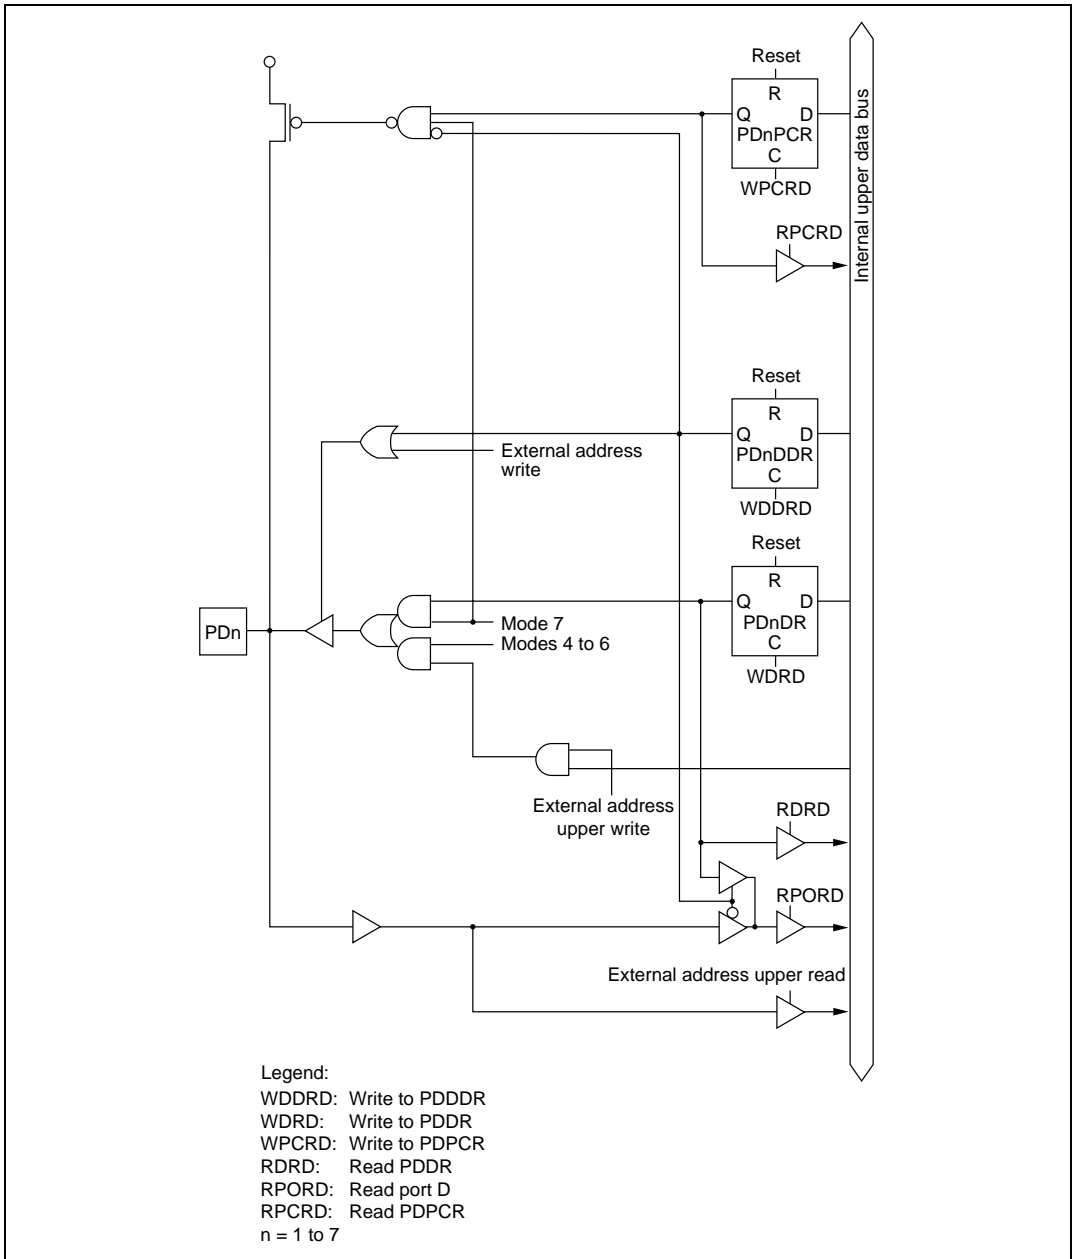 Reset
R
Q D
PDnPCR
C
WPCRD
Internal upper data bus
RPCRD
Reset
R
Q D
PDnDDR
C
WDDRD
External address
write
Reset
R
Q D
PDnDR
C
WDRD
PDn
Mode 7
Modes 4 to 6
External address
upper write
RDRD
RPORD
External address upper read
Legend:
WDDRD: Write to PDDDR
WDRD: Write to PDDR
WPCRD: Write to PDPCR
RDRD: Read PDDR
RPORD: Read port D
RPCRD: Read PDPCR
n = 1 to 7